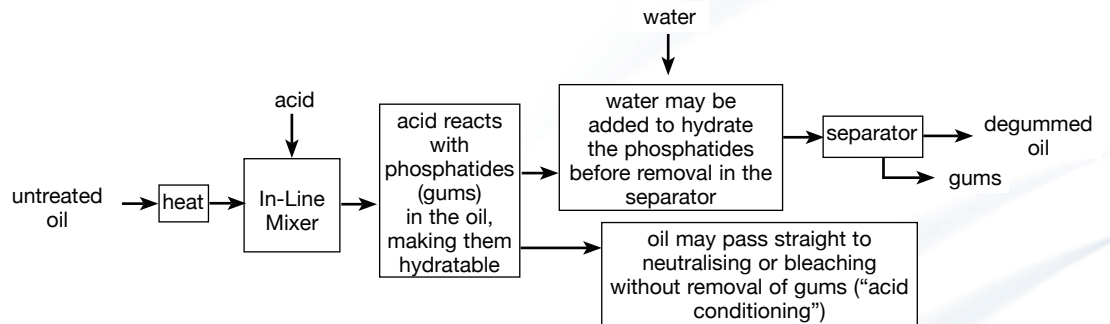 water
acid
untreated
oil
heat
In-Line
Mixer
acid reacts
with
phosphatides
(gums)
in the oil,
making them
hydratable
water may be
added to hydrate
the phosphatides
before removal in the
separator
separator
degummed
oil
gums
oil may pass straight to
neutralising or bleaching
without removal of gums (“acid
conditioning”)